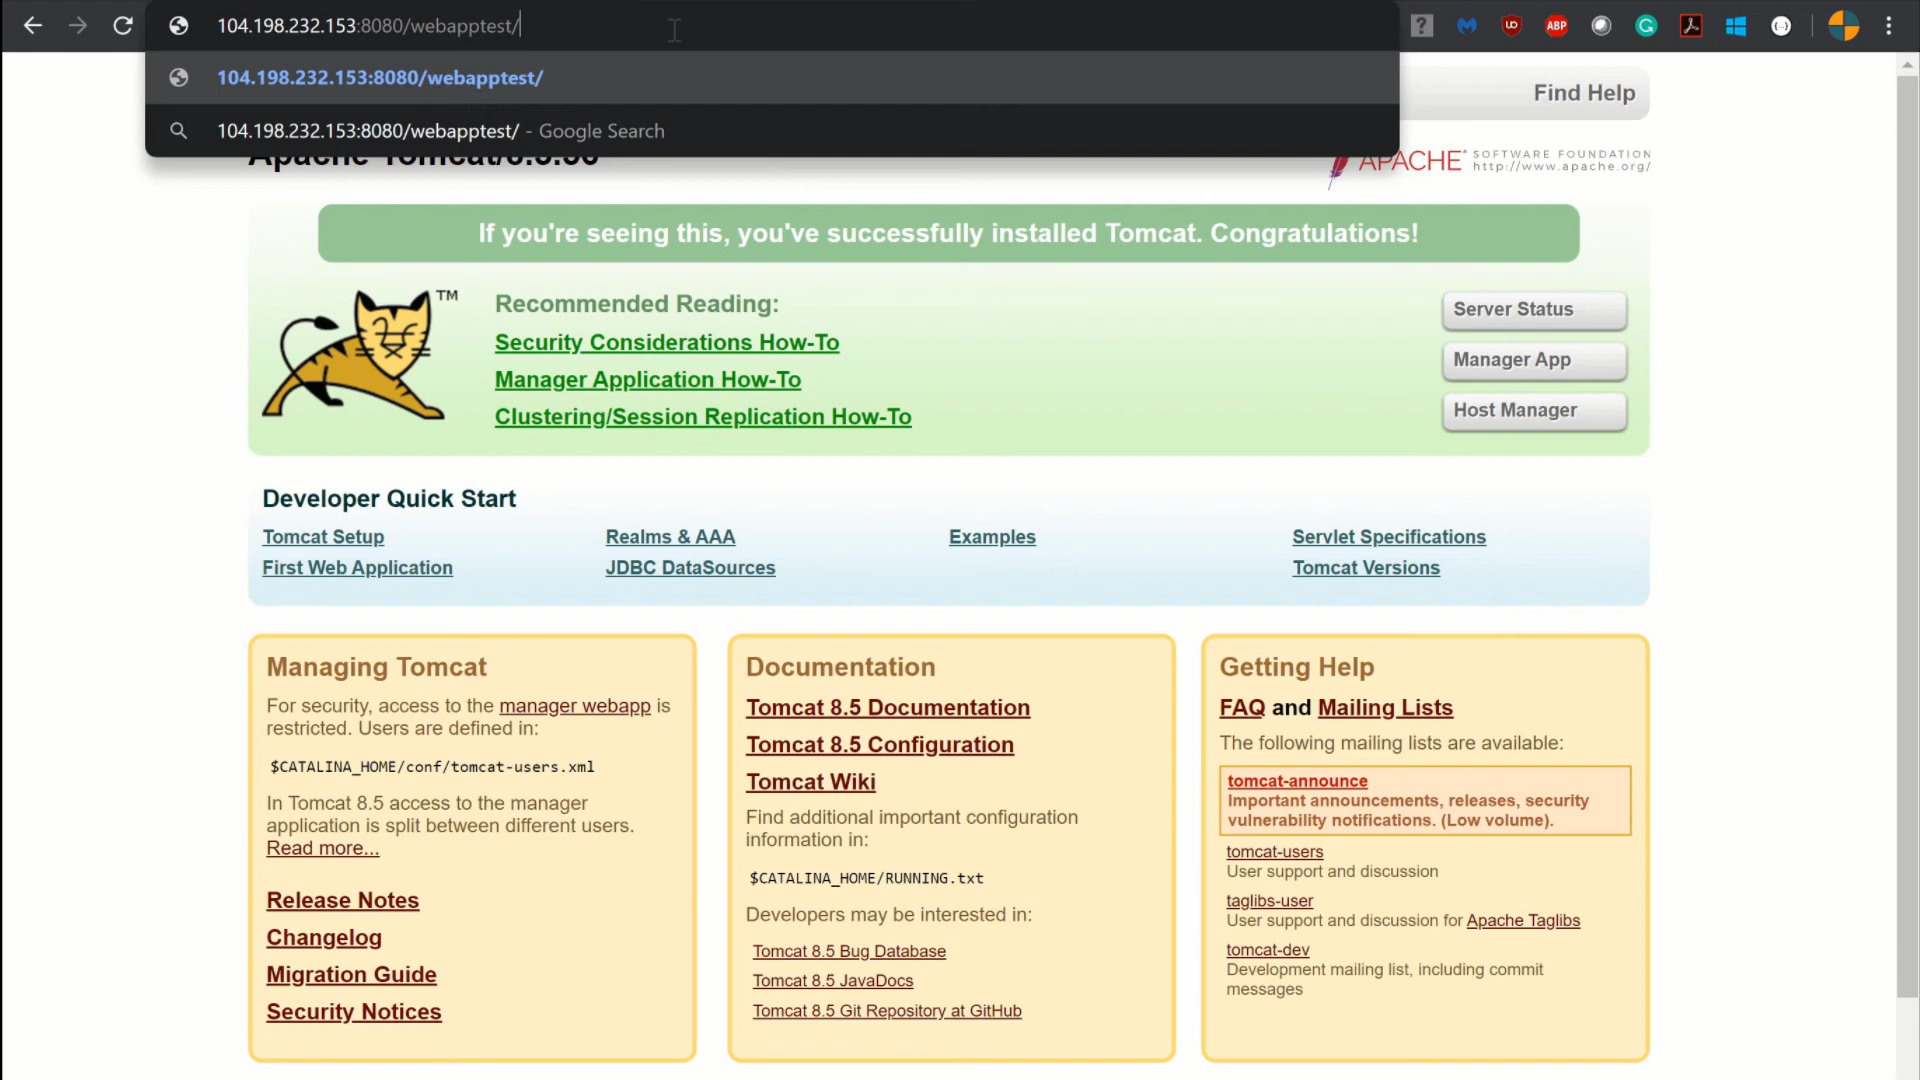 104.198.232.153:8080/webapptest/
104.198.232.153:8080/webapptest/
104.198.232.153:8080/webapptest/ - Google Search
Find Help
Apache Tomcat/8.5.
APACHE® SOFTWARE FOUNDATION
http://www.apache.org/
If you're seeing this, you've successfully installed Tomcat. Congratulations!
TM
Recommended Reading:
Security Considerations How-To
Manager Application How-To
Clustering/Session Replication How-To
Server Status
Manager App
Host Manager
Developer Quick Start
Tomcat Setup
First Web Application
Realms & AAA
JDBC DataSources
Examples
Servlet Specifications
Tomcat Versions
Managing Tomcat
For security, access to the manager webapp is
restricted. Users are defined in:
$CATALINA_HOME/conf/tomcat-users.xml
In Tomcat 8.5 access to the manager
application is split between different users.
Read more...
Release Notes
Changelog
Migration Guide
Security Notices
Documentation
Tomcat 8.5 Documentation
Tomcat 8.5 Configuration
Tomcat Wiki
Find additional important configuration
information in:
$CATALINA_HOME/RUNNING.txt
Developers may be interested in:
Tomcat 8.5 Bug Database
Tomcat 8.5 JavaDocs
Tomcat 8.5 Git Repository at GitHub
Getting Help
FAQ and Mailing Lists
The following mailing lists are available:
tomcat-announce
Important announcements, releases, security
vulnerability notifications. (Low volume).
tomcat-users
User support and discussion
taglibs-user
User support and discussion for Apache Taglibs
tomcat-dev
Development mailing list, including commit
messages